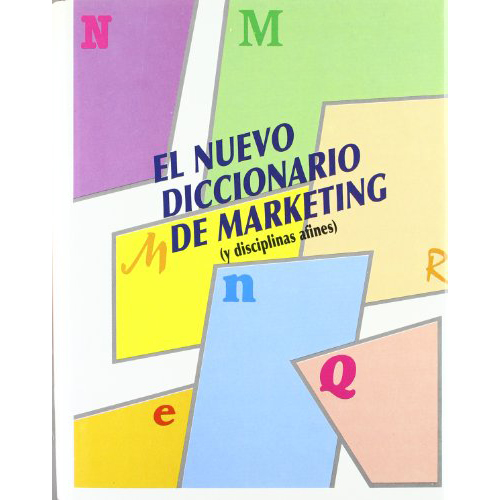 N
M
EL NUEVO
DICCIONARIO
DE MARKETING
(y disciplinas afines)
M
R
n
Q
e